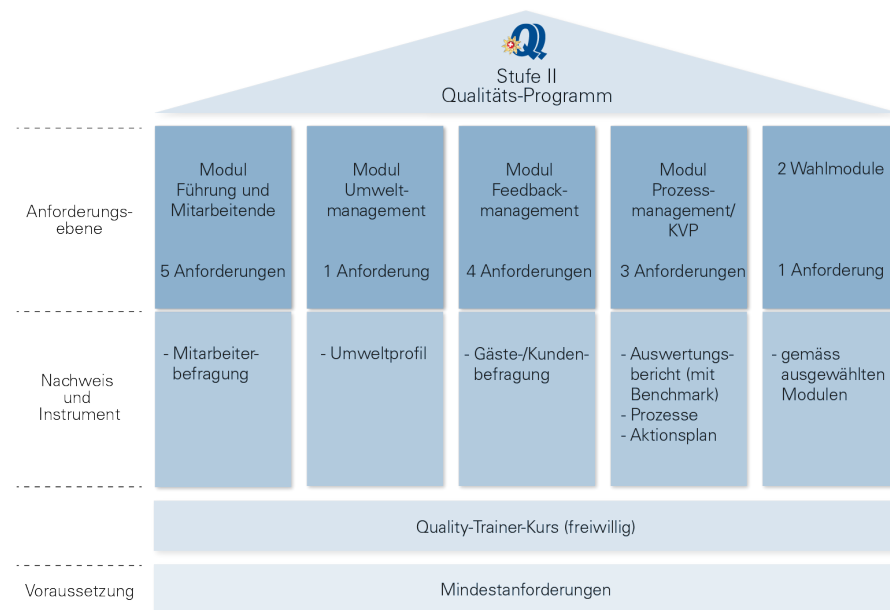 Q
Stufe II
Qualitäts-Programm
Anforderungs-
ebene
Modul
Führung und
Mitarbeitende
5 Anforderungen
Modul
Umwelt-
management
1 Anforderung
Modul
Feedback-
management
4 Anforderungen
Modul
Prozess-
management/
KVP
3 Anforderungen
2 Wahlmodule
1 Anforderung
Nachweis
und
Instrument
- Mitarbeiter-
befragung
- Umweltprofil
- Gäste-/Kunden-
befragung
- Auswertungs-
bericht (mit
Benchmark)
- Prozesse
- Aktionsplan
- gemäss
ausgewählten
Modulen
Quality-Trainer-Kurs (freiwillig)
Voraussetzung
Mindestanforderungen